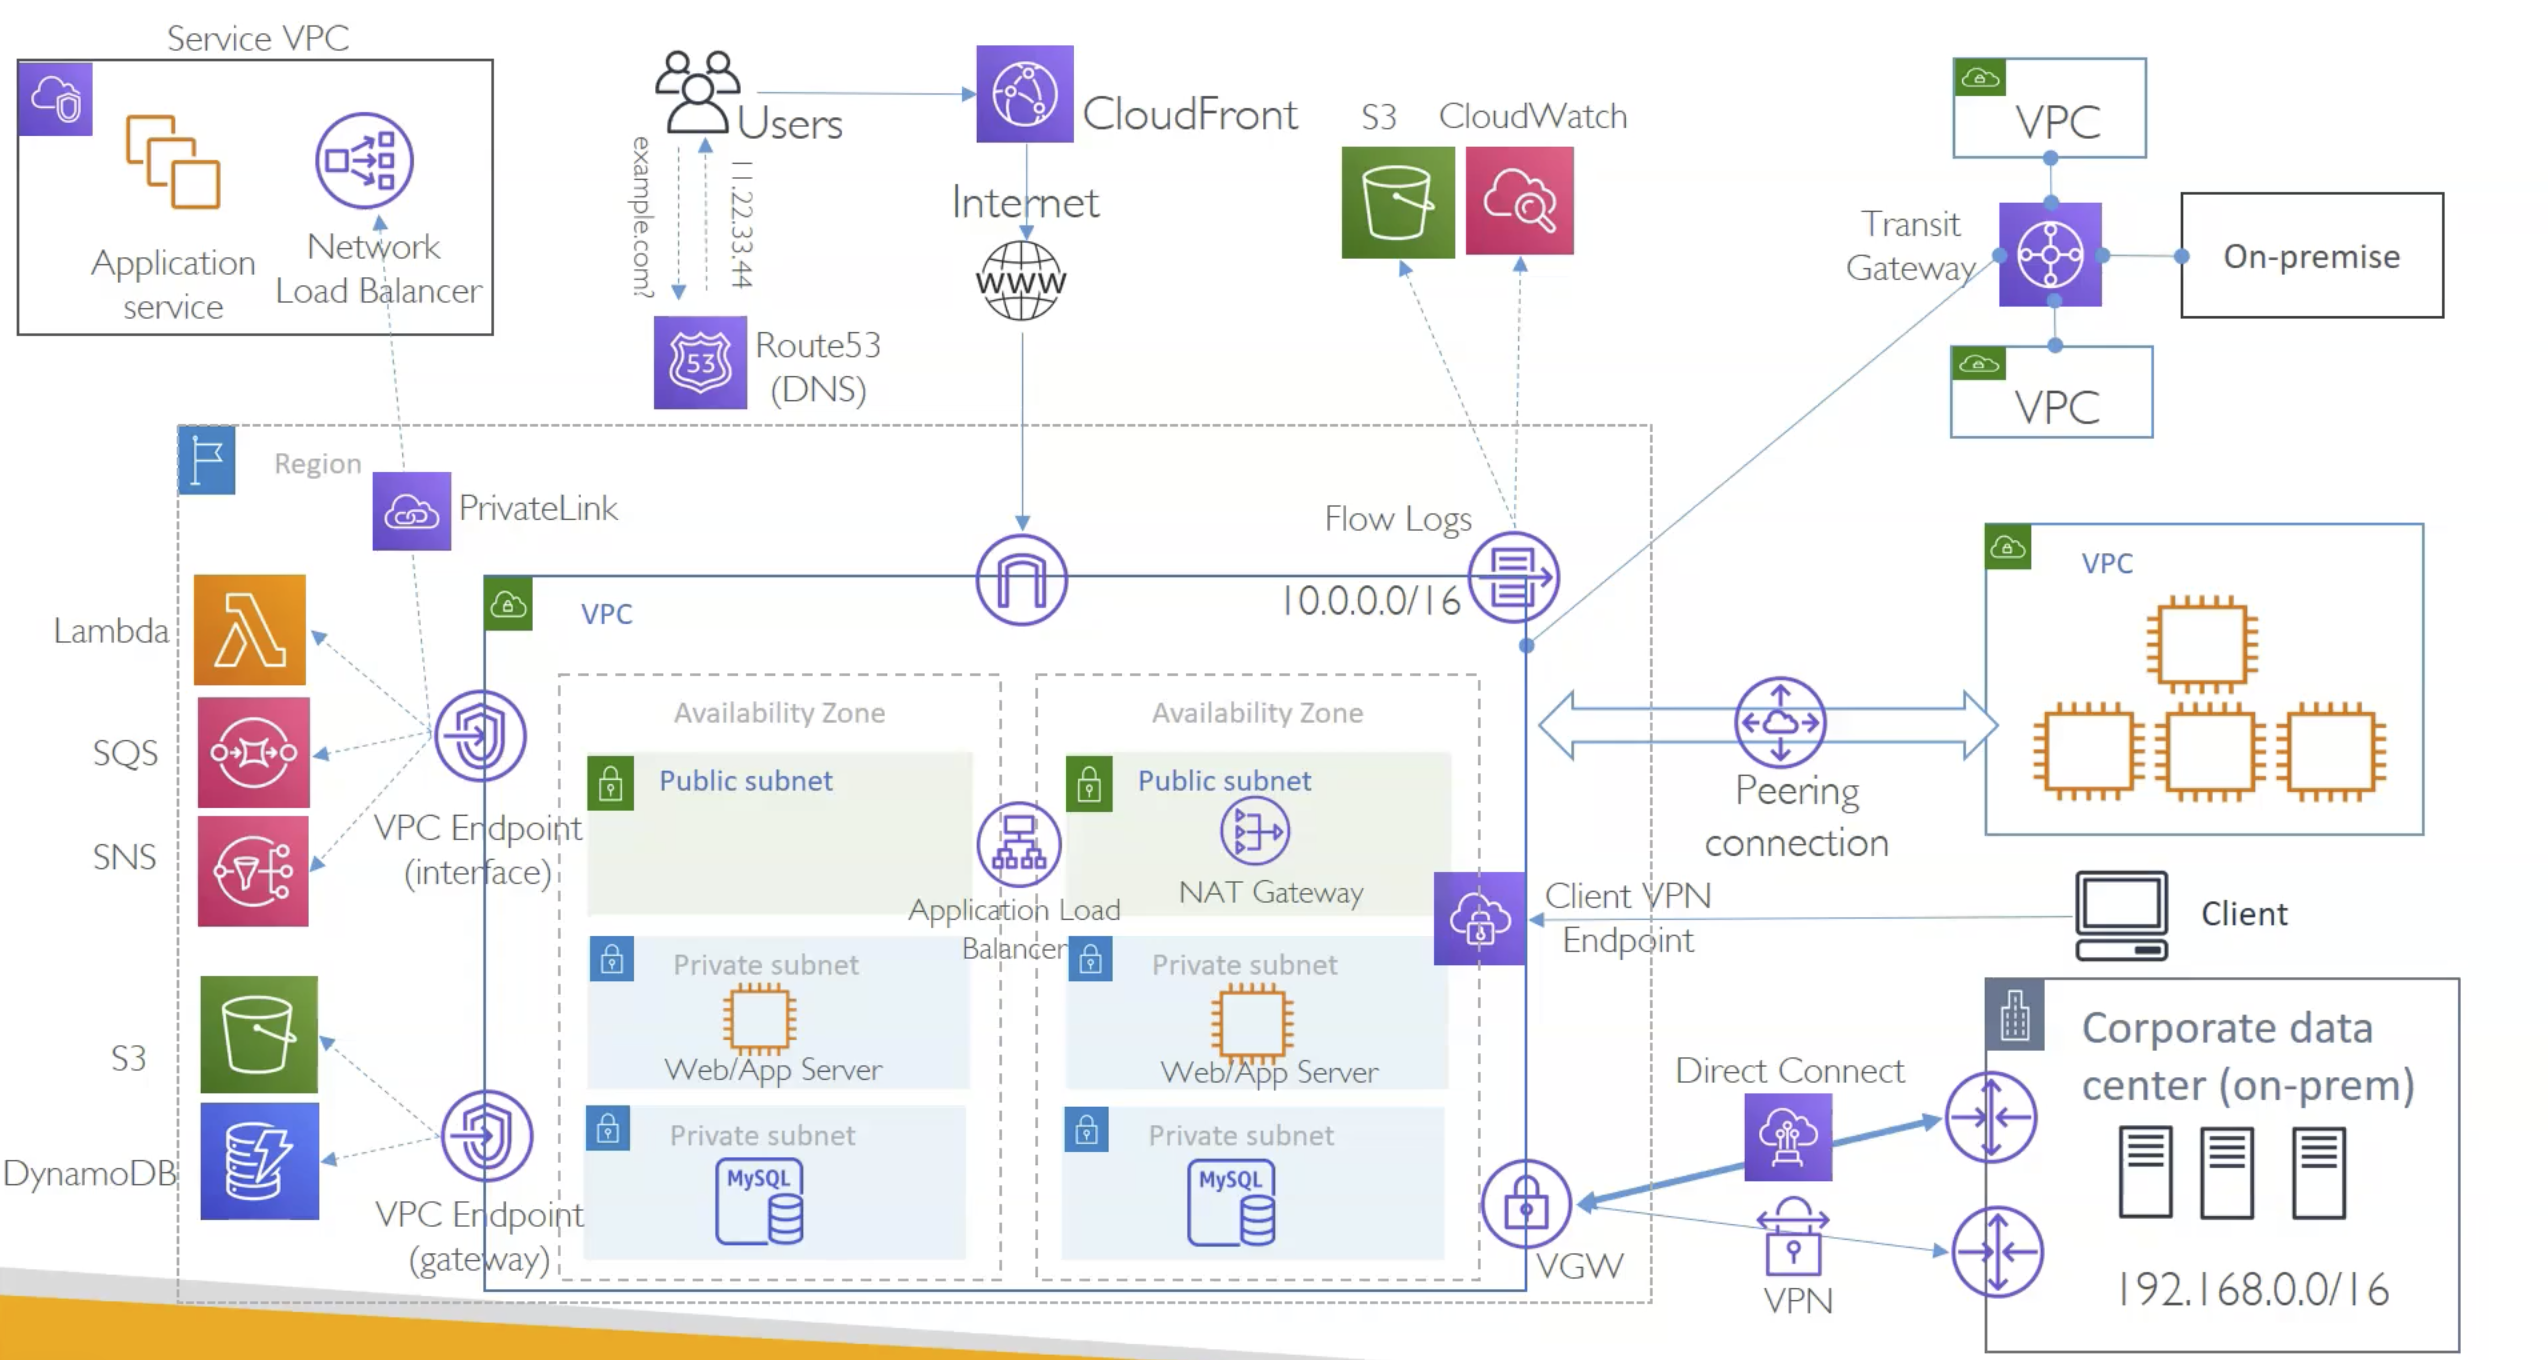 Service VPC
Application
service
Network
Load Balancer
Users
example.com?
11.22.33.44
53
Route53
(DNS)
CloudFront
Internet
WWW
S3
CloudWatch
VPC
Transit
Gateway
On-premise
VPC
Region
PrivateLink
Flow Logs
10.0.0.0/16
VPC
Lambda
SQS
SNS
VPC Endpoint
(interface)
S3
DynamoDB
VPC Endpoint
(gateway)
Availability Zone
Public subnet
Private subnet
Web/App Server
Private subnet
MySQL
Application Load
Balancer
Availability Zone
Public subnet
NAT Gateway
Private subnet
Web/App Server
Private subnet
MySQL
VPC
Peering
connection
Client VPN
Endpoint
Client
Direct Connect
VGW
VPN
Corporate data
center (on-prem)
192.168.0.0/16